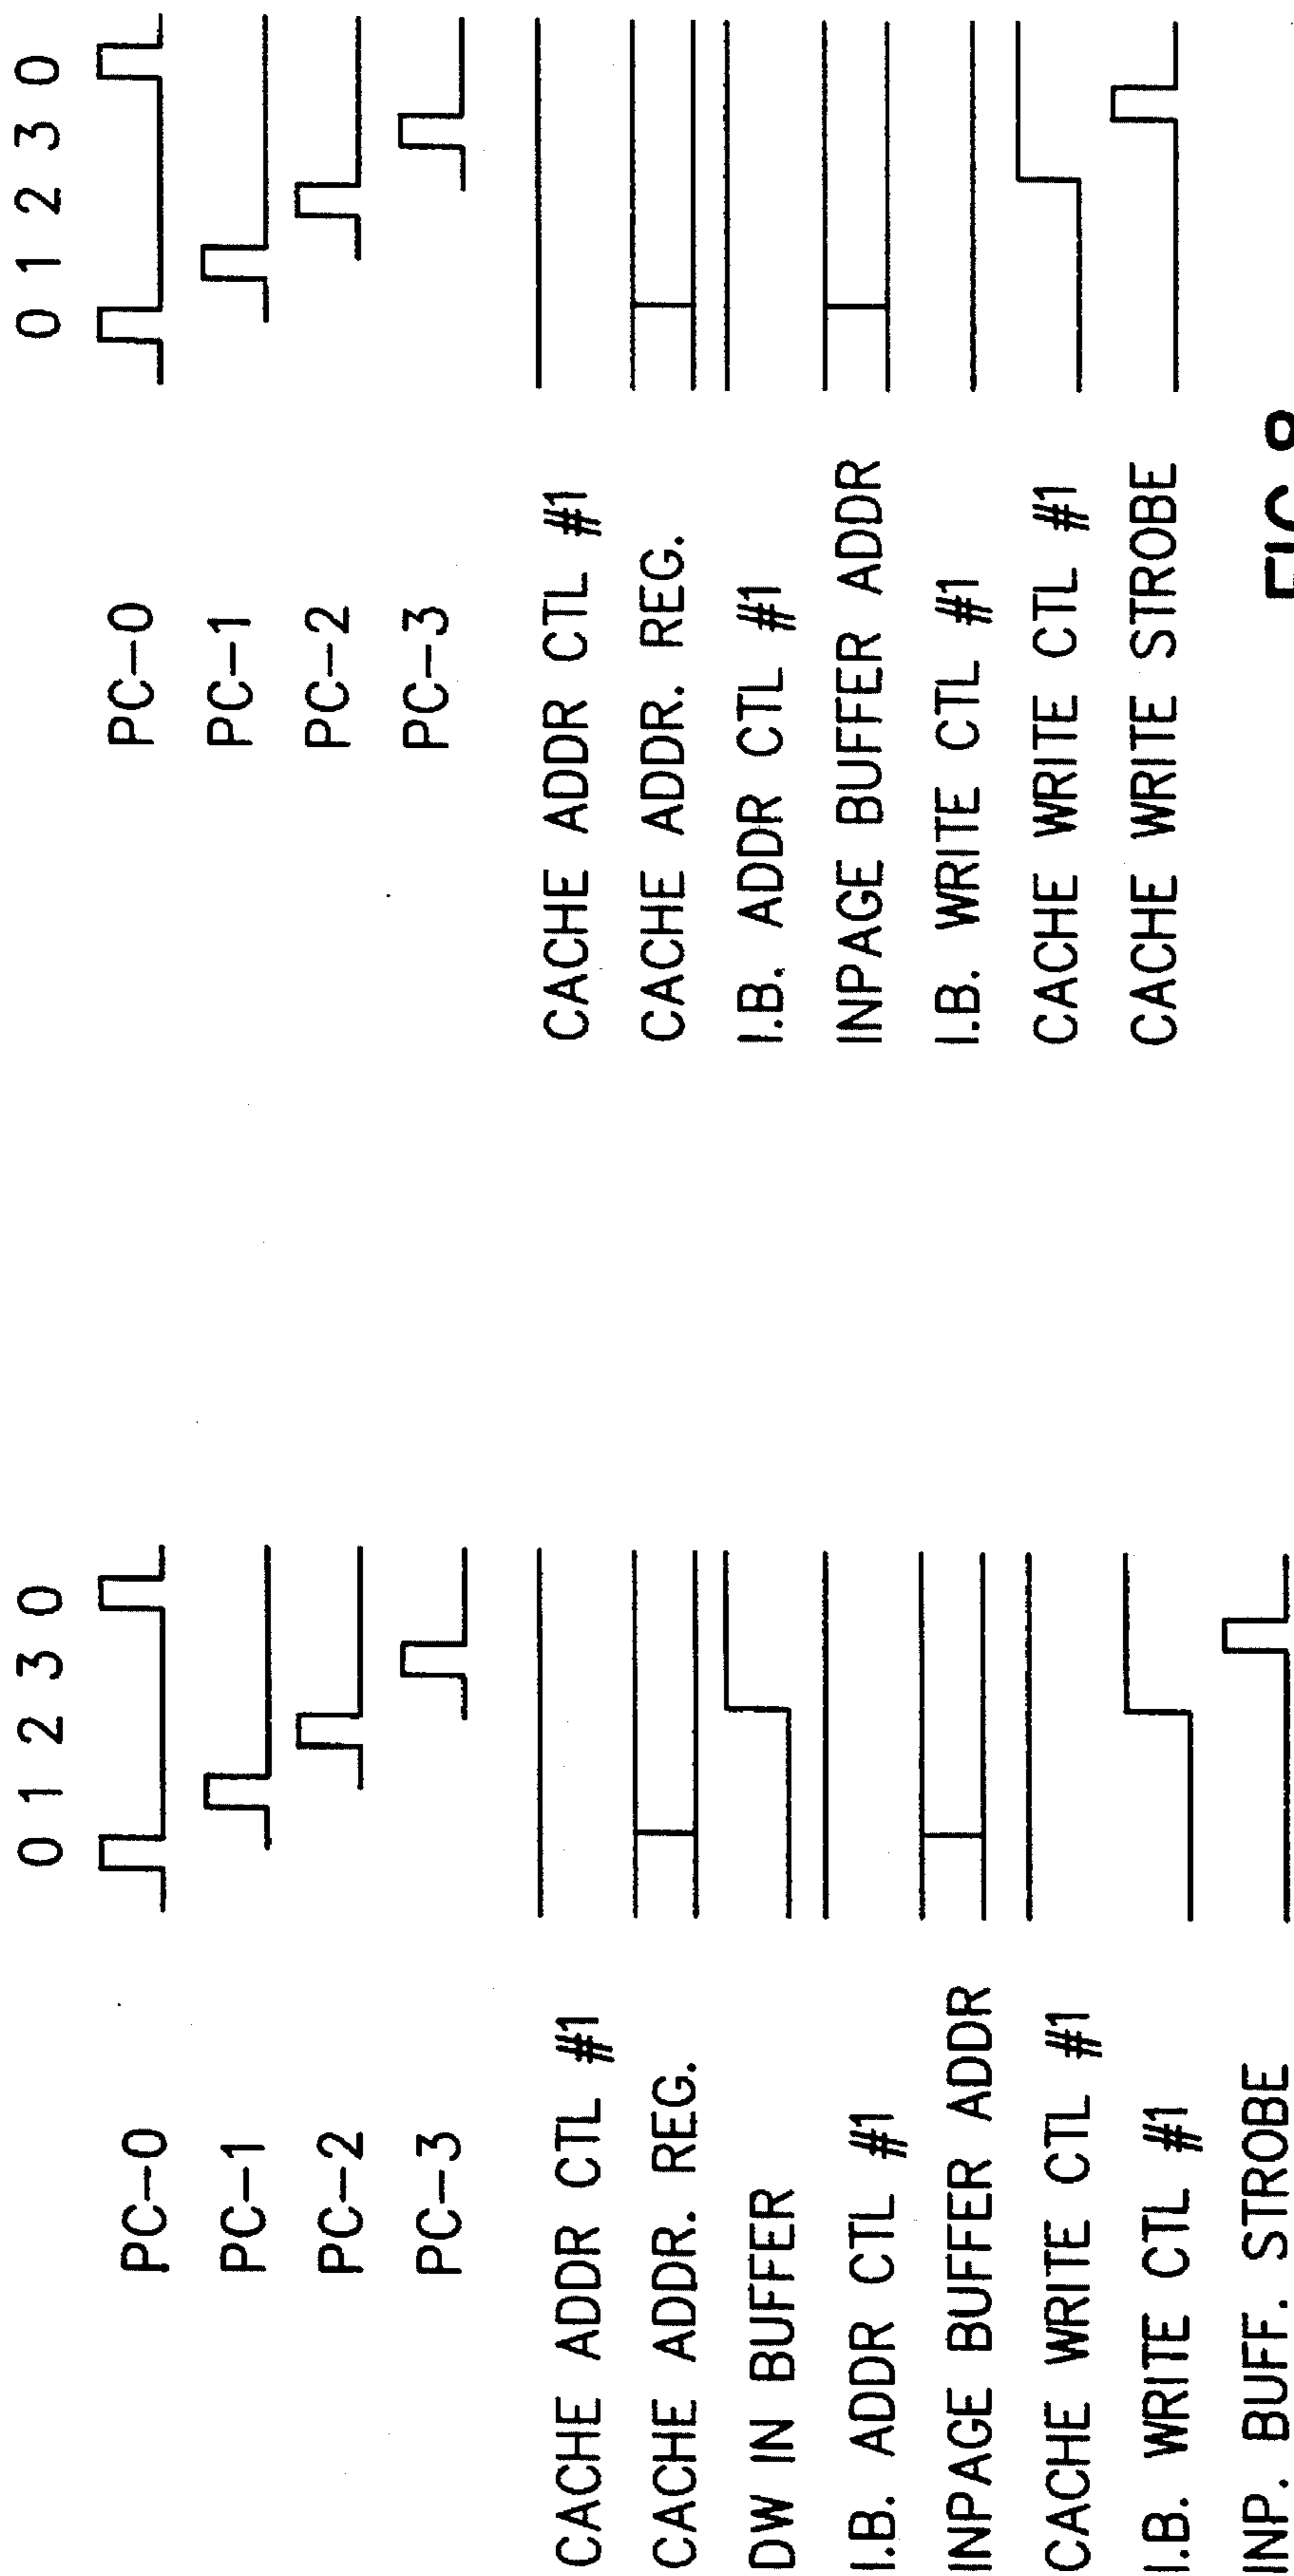 0 1 2 3 0
PC-0
PC-1
PC-2
PC-3
CACHE ADDR CTL #1
CACHE ADDR. REG.
DW IN BUFFER
I.B. ADDR CTL #1
INPAGE BUFFER ADDR
CACHE WRITE CTL #1
I.B. WRITE CTL #1
INP. BUFF. STROBE
0 1 2 3 0
PC-0
PC-1
PC-2
PC-3
CACHE ADDR CTL #1
CACHE ADDR. REG.
I.B. ADDR CTL #1
INPAGE BUFFER ADDR
I.B. WRITE CTL #1
CACHE WRITE CTL #1
CACHE WRITE STROBE
FIG